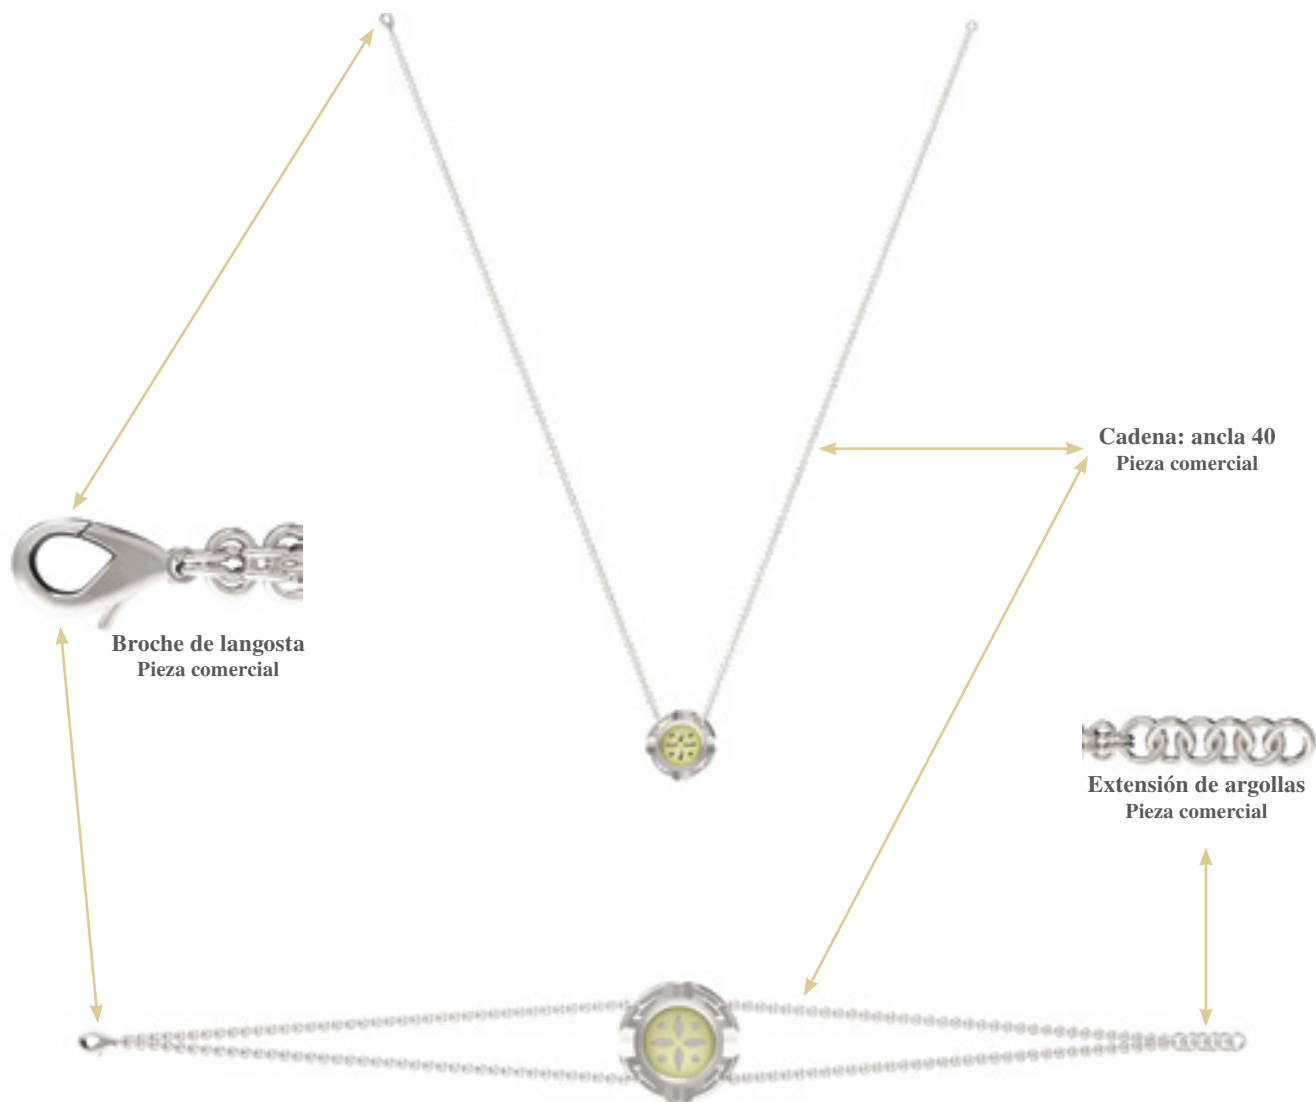 Cadena: ancla 40
Pieza comercial
Broche de langosta
Pieza comercial
Extensión de argollas
Pieza comercial